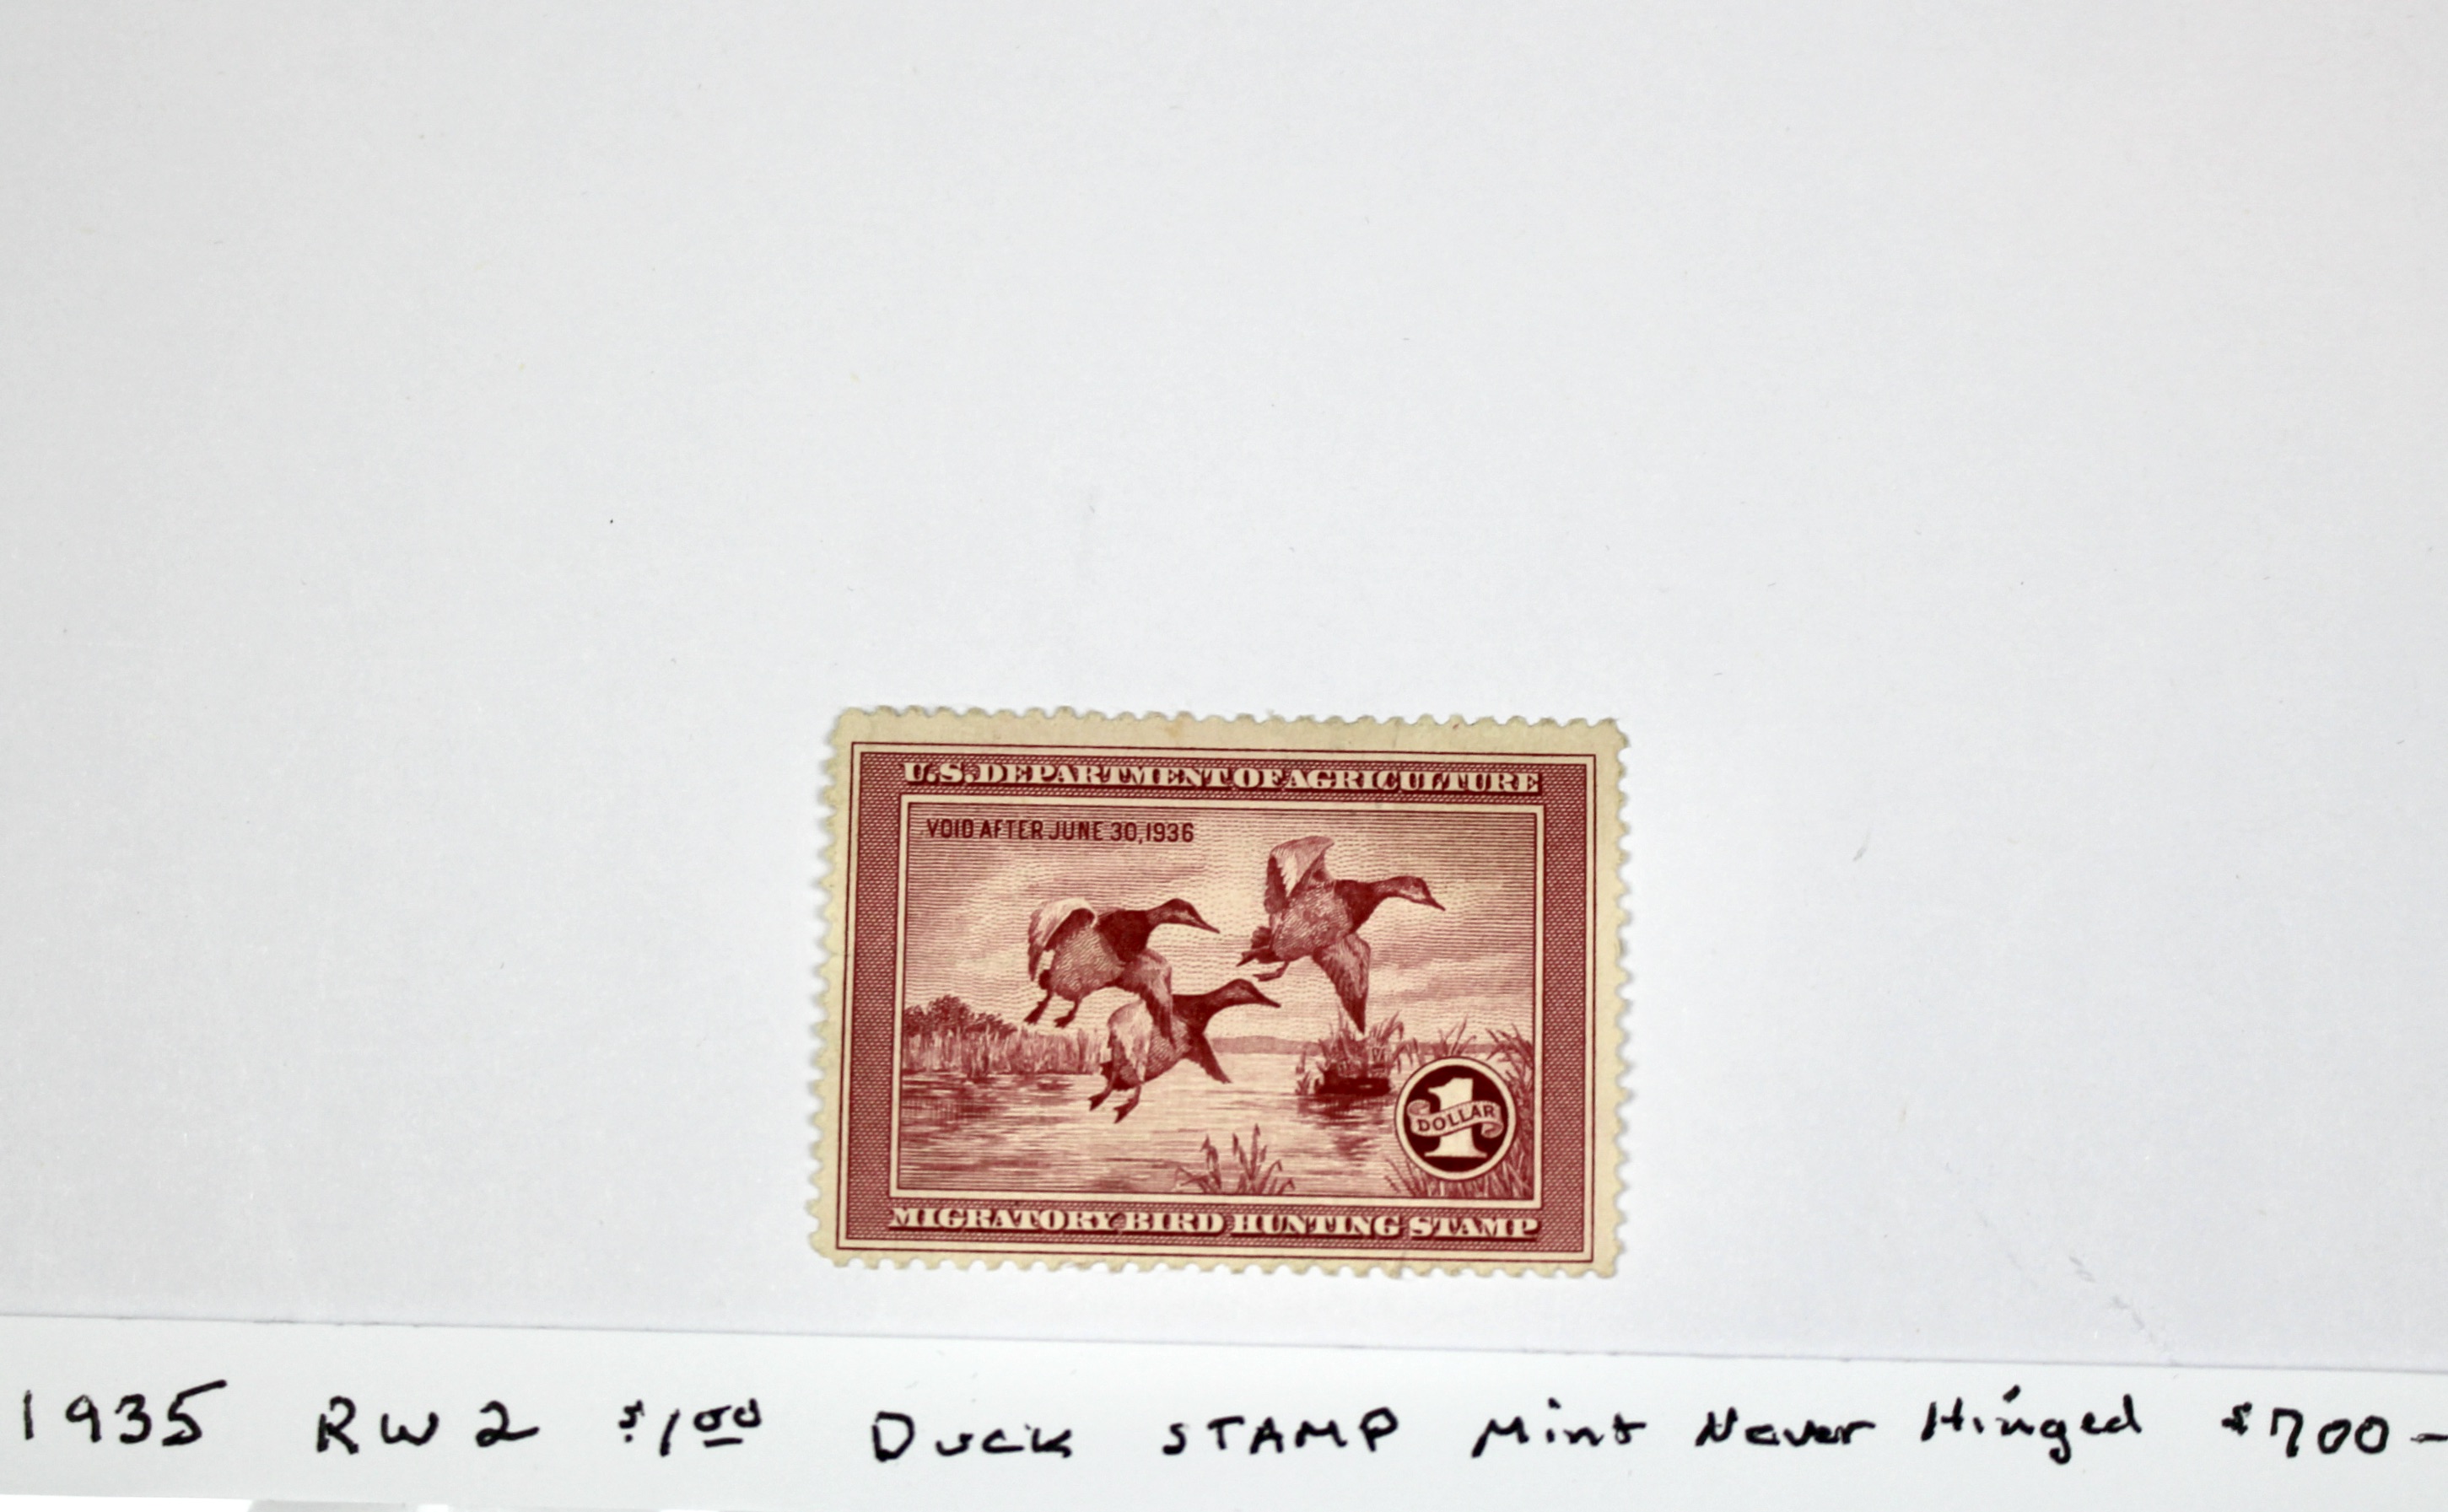 U.S. DEPARTMENT OF AGRICULTURE
VOID AFTER JUNE 30, 1936
1
DOLLAR
MIGRATORY BIRD HUNTING STAMP
1935 RW2 $1.00 Duck STAMP Mint Never Hinged $700-